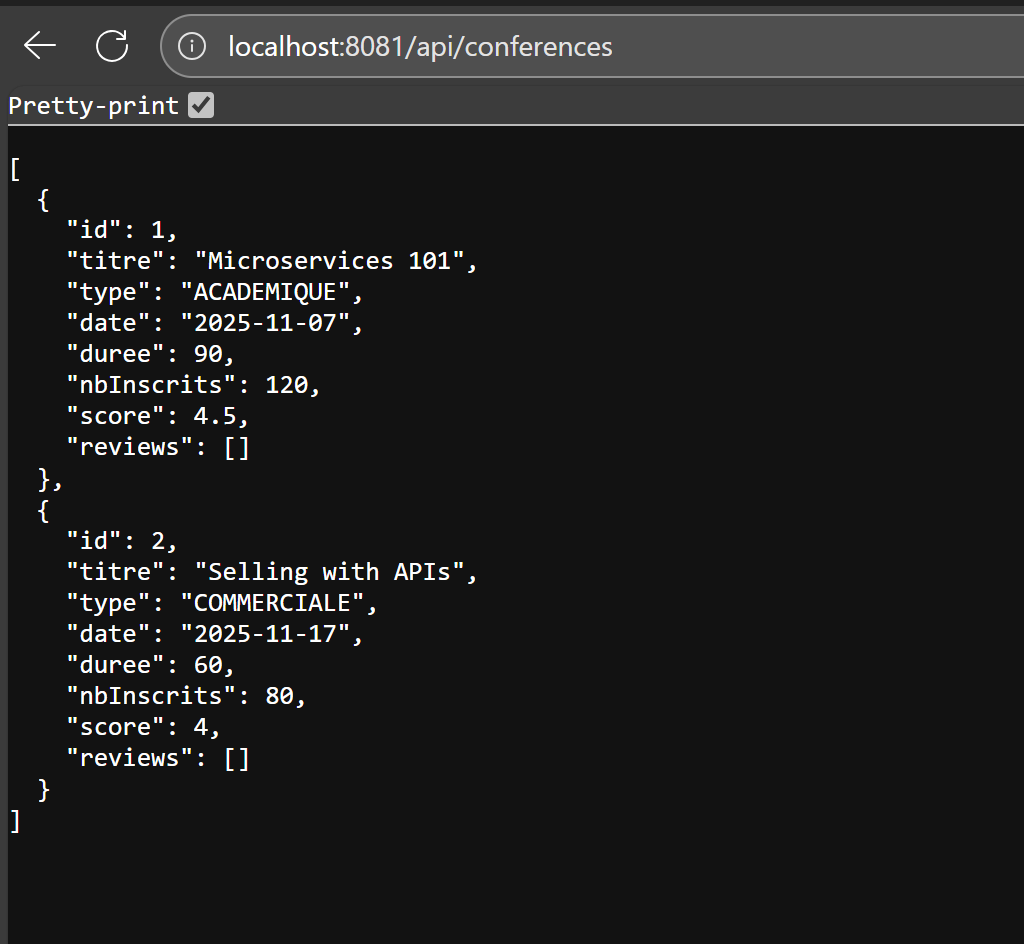 localhost:8081/api/conferences
Pretty-print
[
  {
    "id": 1,
    "titre": "Microservices 101",
    "type": "ACADEMIQUE",
    "date": "2025-11-07",
    "duree": 90,
    "nbInscrits": 120,
    "score": 4.5,
    "reviews": []
  },
  {
    "id": 2,
    "titre": "Selling with APIs",
    "type": "COMMERCIALE",
    "date": "2025-11-17",
    "duree": 60,
    "nbInscrits": 80,
    "score": 4,
    "reviews": []
  }
]